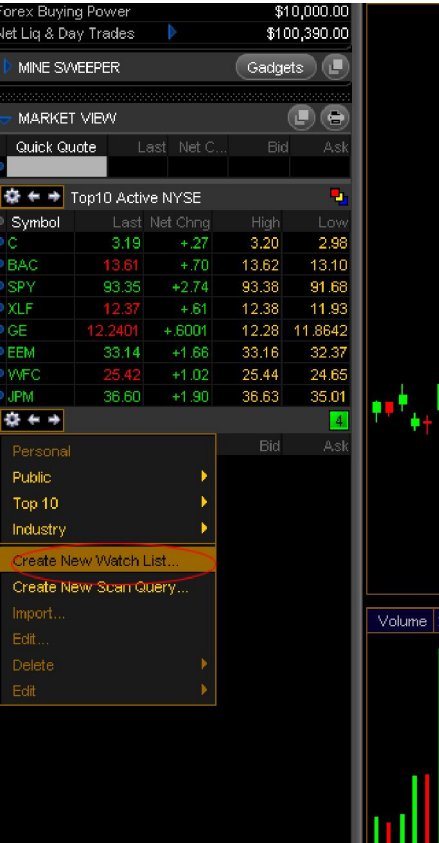 Forex Buying Power $10,000.00
Net Liq & Day Trades $100,390.00
MINE SWEEPER Gadgets
MARKET VIEW
Quick Quote Last Net C... Bid Ask
Top10 Active NYSE
Symbol Last Net Chng High Low
C 3.19 +.27 3.20 2.98
BAC 13.61 +.70 13.62 13.10
SPY 93.35 +2.74 93.38 91.68
XLF 12.37 +.61 12.38 11.93
GE 12.2401 +.6001 12.28 11.8642
EEM 33.14 +1.66 33.16 32.37
WFC 25.42 +1.02 25.44 24.65
JPM 36.60 +1.90 36.63 35.01
4
Bid Ask
Personal
Public
Top 10
Industry
Create New Watch List...
Create New Scan Query...
Import...
Edit...
Delete
Edit
Volume